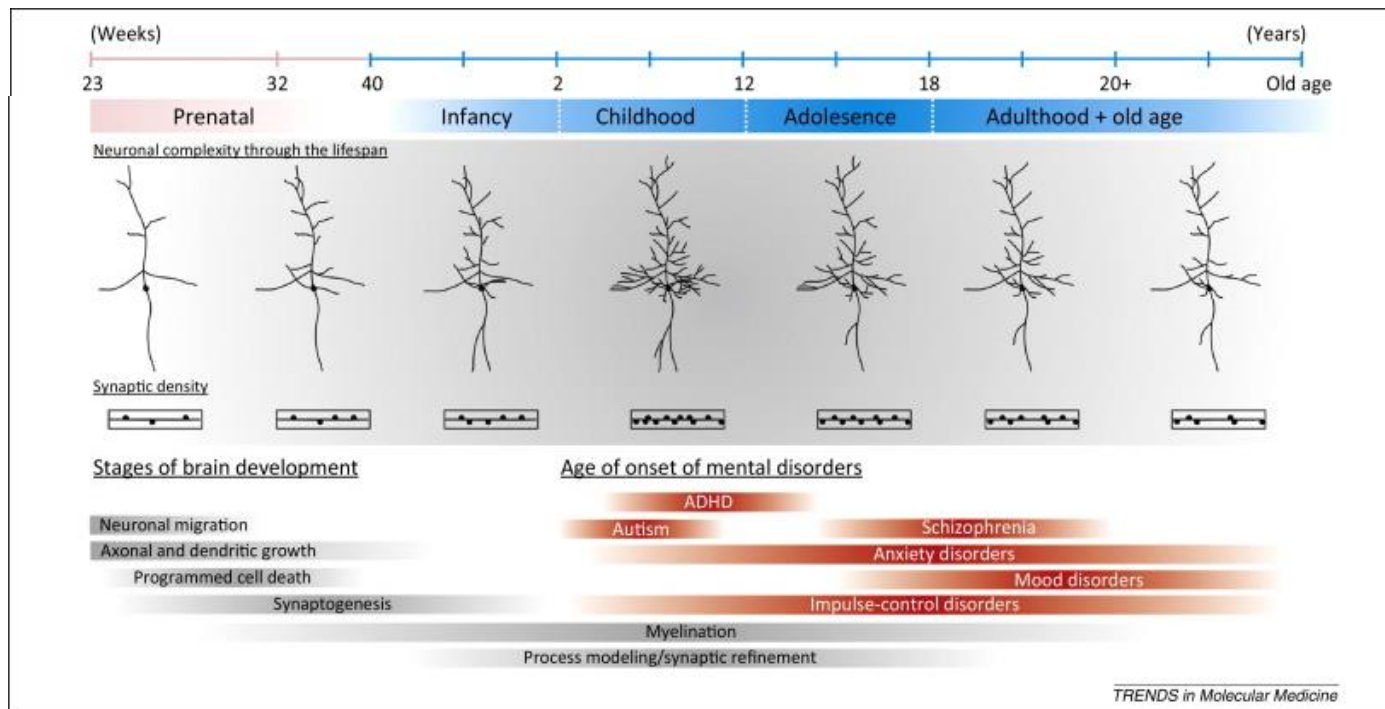 (Weeks) (Years)
23 32 40 2 12 18 20+ Old age
Prenatal Infancy Childhood Adolesence Adulthood + old age
Neuronal complexity through the lifespan
Synaptic density
Stages of brain development Age of onset of mental disorders
ADHD
Neuronal migration Autism Schizophrenia
Axonal and dendritic growth Anxiety disorders
Programmed cell death Mood disorders
Synaptogenesis Impulse-control disorders
Myelination
Process modeling/synaptic refinement
TRENDS in Molecular Medicine